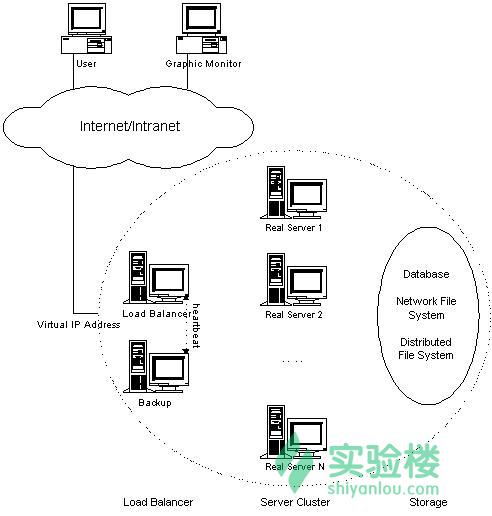 User
Graphic Monitor
Internet/Intranet
Real Server 1
Database
Load Balancer
Real Server 2
Network File
System
Virtual IP Address
heartbeat
Distributed
File System
....
Backup
Real Server N
实验楼
shiyanlou.com
Load Balancer
Server Cluster
Storage